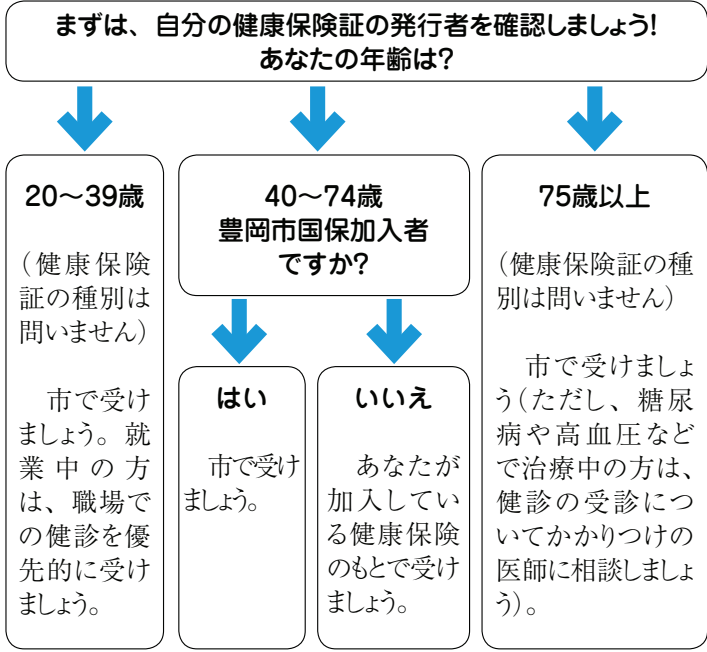 まずは、自分の健康保険証の発行者を確認しましょう!
あなたの年齢は?
20〜39歳
（健康保険
証の種別は
問いません）
市で受け
ましょう。就
業中の方
は、職場で
の健診を優
先的に受け
ましょう。
40〜74歳
豊岡市国保加入者
ですか?
はい
市で受け
ましょう。
いいえ
あなたが
加入してい
る健康保険
のもとで受け
ましょう。
75歳以上
（健康保険証の種
別は問いません）
市で受けましょ
う（ただし、糖尿
病や高血圧など
で治療中の方は、
健診の受診につ
いてかかりつけの
医師に相談しましょ
う）。